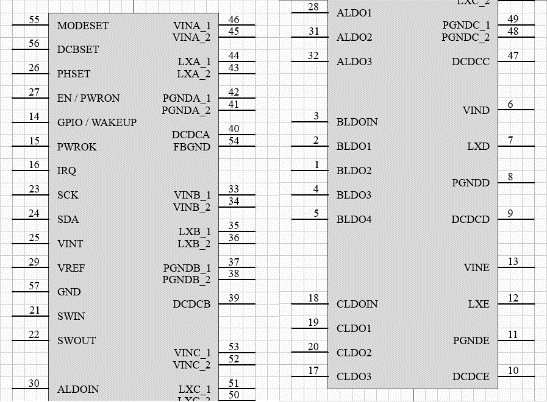 55 MODESET VINA_1 46
VINA_2 45
56 DCBSET
LXA_1 44
26 PHSET LXA_2 43
27 EN / PWRON PGNDA_1 42
PGNDA_2 41
14 GPIO / WAKEUP
DCDCA 40
15 PWROK FBGND 54
16 IRQ
23 SCK VINB_1 33
VINB_2 34
24 SDA
LXB_1 35
25 VINT LXB_2 36
29 VREF PGNDB_1 37
PGNDB_2 38
57 GND
DCDCB 39
21 SWIN
22 SWOUT
VINC_1 53
VINC_2 52
30 ALDOIN LXC_1 51
LXC_2 50
LXC_2
28 ALDO1
PGNDC_1 49
31 ALDO2 PGNDC_2 48
32 ALDO3 DCDCC 47
VIND 6
3 BLDOIN
2 BLDO1 LXD 7
1 BLDO2
PGNDD 8
4 BLDO3
5 BLDO4 DCDCD 9
VINE 13
18 CLDOIN LXE 12
19 CLDO1
PGNDE 11
20 CLDO2
17 CLDO3 DCDCE 10